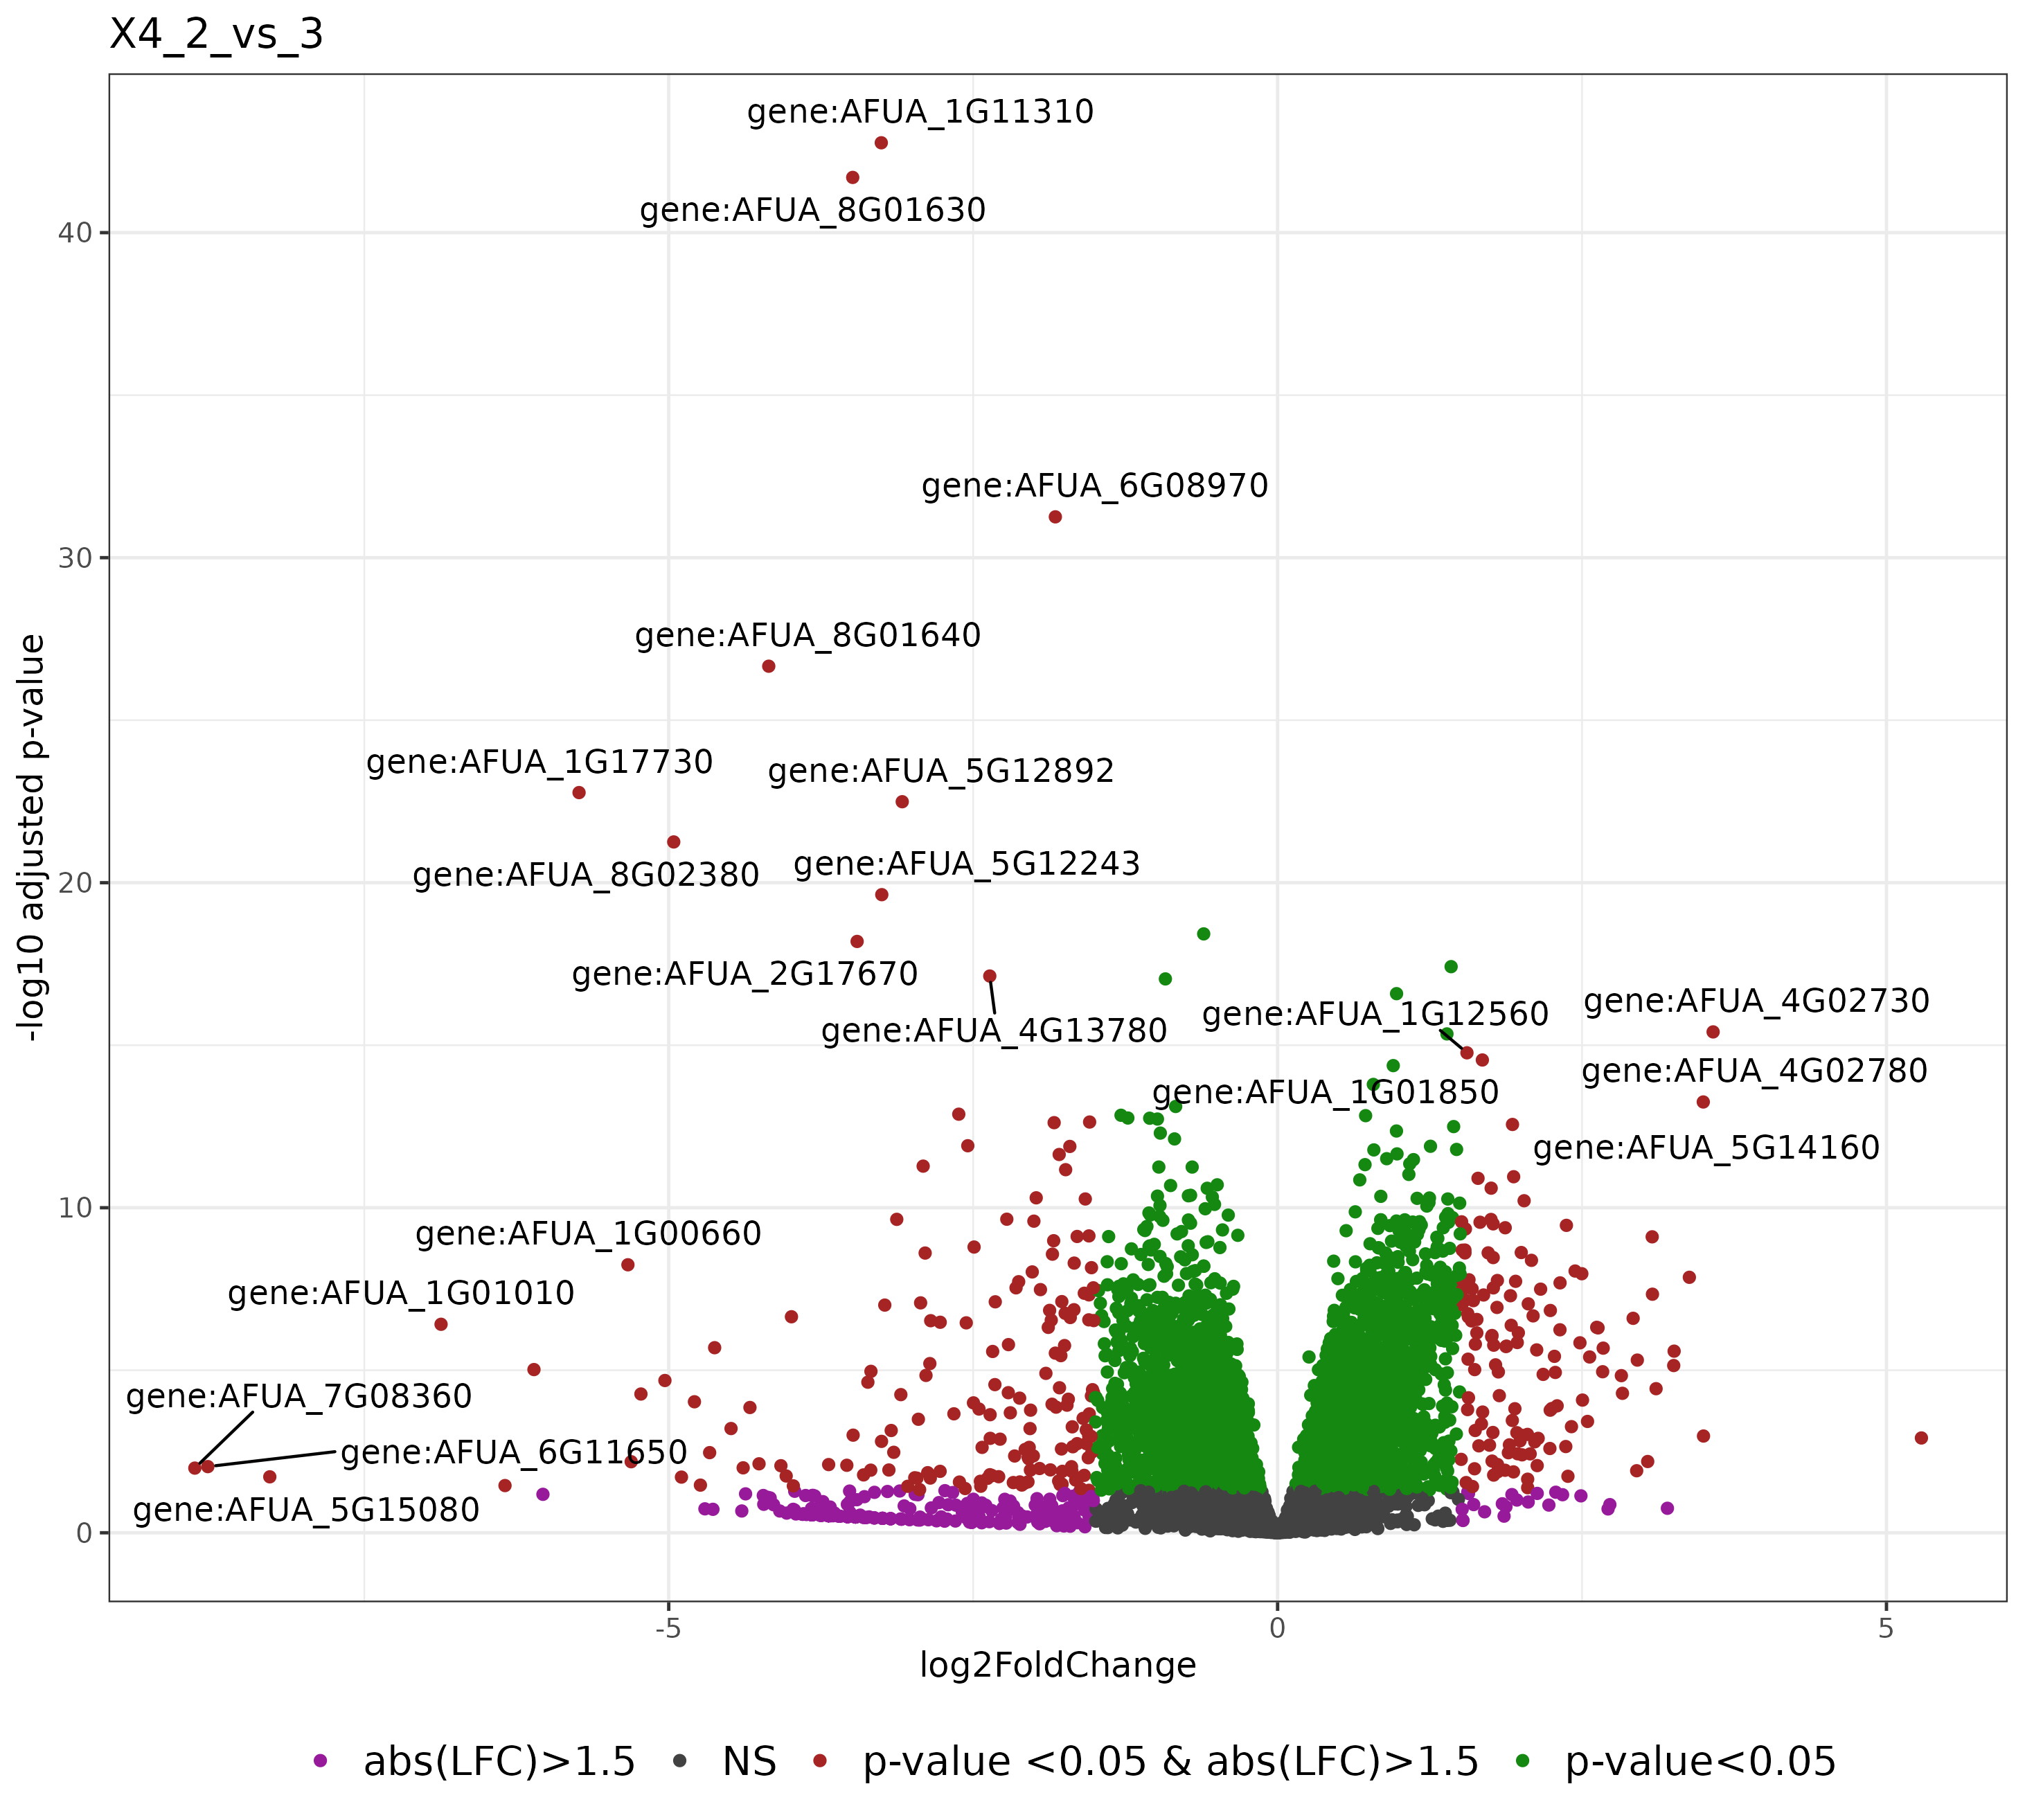 X4_2_vs_3
gene:AFUA_1G11310
gene:AFUA_8G01630
40
gene:AFUA_6G08970
30
gene:AFUA_8G01640
gene:AFUA_1G17730
gene:AFUA_5G12892
gene:AFUA_5G12243
gene:AFUA_8G02380
20
gene:AFUA_2G17670
gene:AFUA_4G02730
gene:AFUA_1G12560
gene:AFUA_4G13780
gene:AFUA_4G02780
gene:AFUA_1G01850
gene:AFUA_5G14160
10
gene:AFUA_1G00660
gene:AFUA_1G01010
gene:AFUA_7G08360
gene:AFUA_6G11650
gene:AFUA_5G15080
0
-log10 adjusted p-value
-5
0
5
log2FoldChange
abs(LFC)>1.5
NS
p-value <0.05 & abs(LFC)>1.5
p-value<0.05